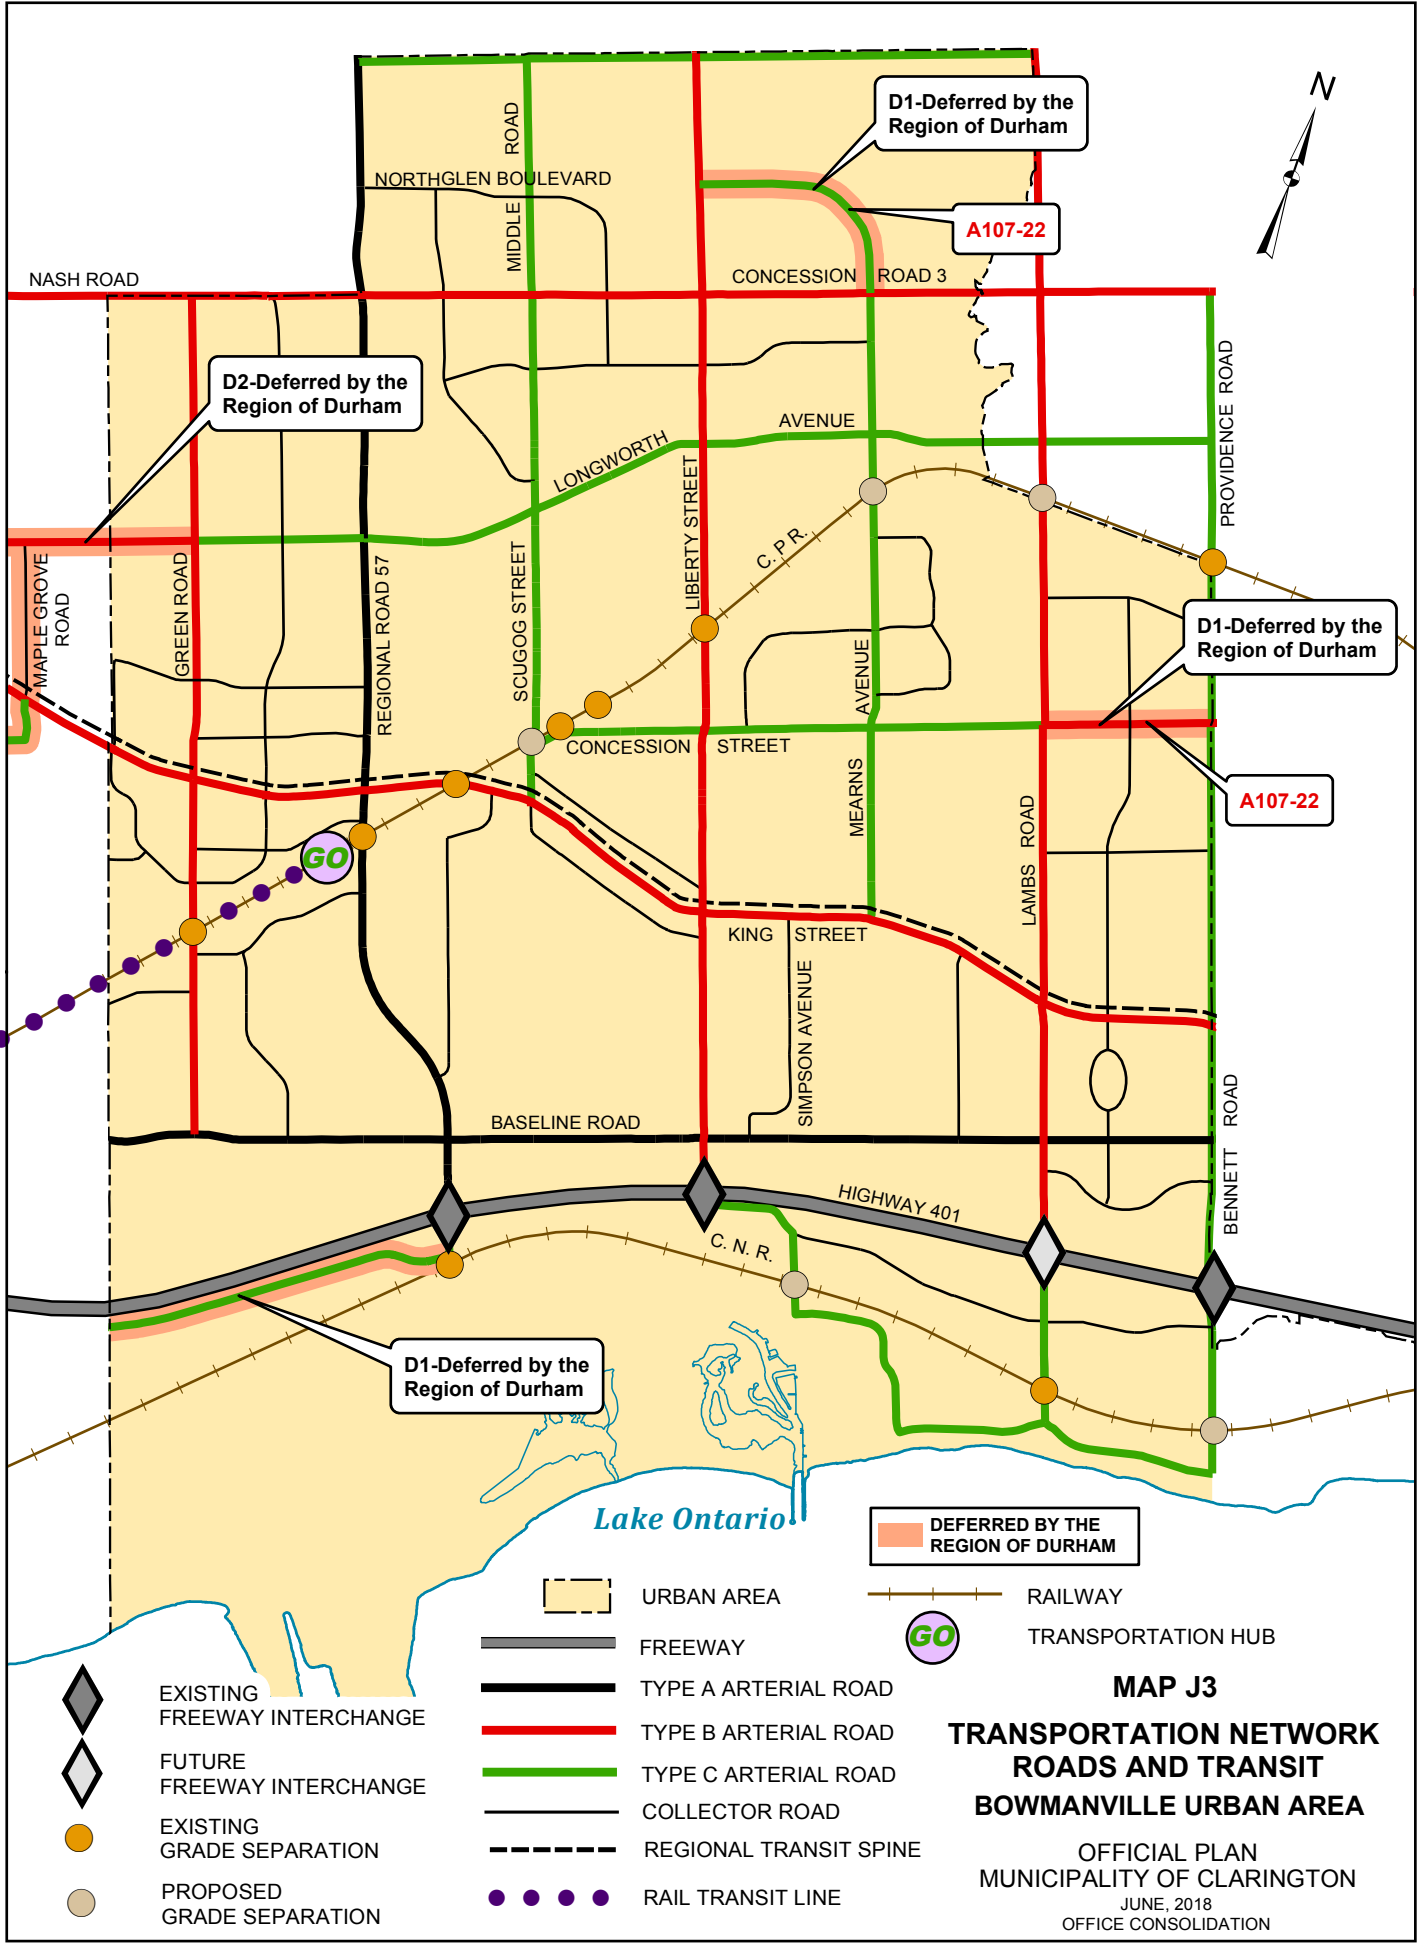 N
D1-Deferred by the
Region of Durham
A107-22
MIDDLE ROAD
NORTHGLEN BOULEVARD
NASH ROAD
CONCESSION ROAD 3
D2-Deferred by the
Region of Durham
PROVIDENCE ROAD
LONGWORTH AVENUE
LIBERTY STREET
C. P R.
SCUGOG STREET
REGIONAL ROAD 57
GREEN ROAD
MAPLE GROVE
ROAD
D1-Deferred by the
Region of Durham
CONCESSION STREET
MEARNS AVENUE
A107-22
LAMBS ROAD
GO
KING STREET
SIMPSON AVENUE
BASELINE ROAD
BENNETT ROAD
HIGHWAY 401
C. N. R.
D1-Deferred by the
Region of Durham
Lake Ontario
DEFERRED BY THE
REGION OF DURHAM
URBAN AREA
FREEWAY
TYPE A ARTERIAL ROAD
TYPE B ARTERIAL ROAD
TYPE C ARTERIAL ROAD
COLLECTOR ROAD
REGIONAL TRANSIT SPINE
RAIL TRANSIT LINE
RAILWAY
GO
TRANSPORTATION HUB
EXISTING
FREEWAY INTERCHANGE
FUTURE
FREEWAY INTERCHANGE
EXISTING
GRADE SEPARATION
PROPOSED
GRADE SEPARATION
MAP J3
TRANSPORTATION NETWORK
ROADS AND TRANSIT
BOWMANVILLE URBAN AREA
OFFICIAL PLAN
MUNICIPALITY OF CLARINGTON
JUNE, 2018
OFFICE CONSOLIDATION